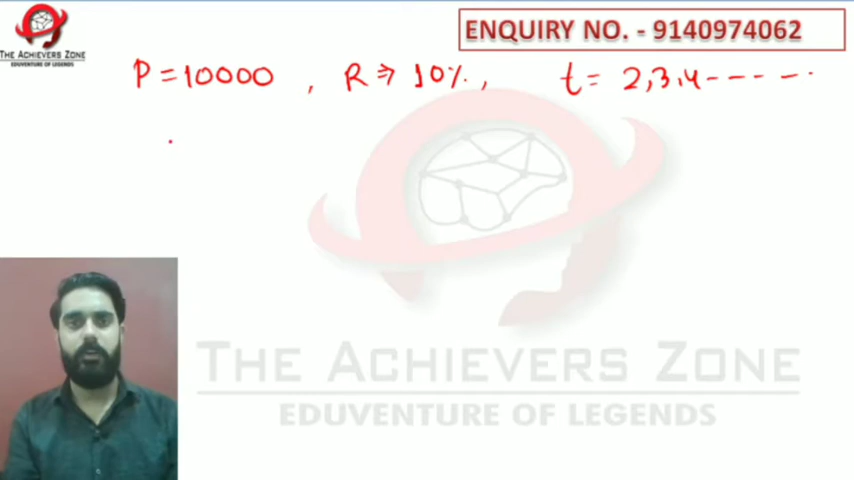 THE ACHIEVERS ZONE
EDUVENTURE OF LEGENDS
ENQUIRY NO. - 9140974062
P = 10000 , R ⇒ 10%, t = 2,3,4 - - - - -
THE ACHIEVERS ZONE
EDUVENTURE OF LEGENDS